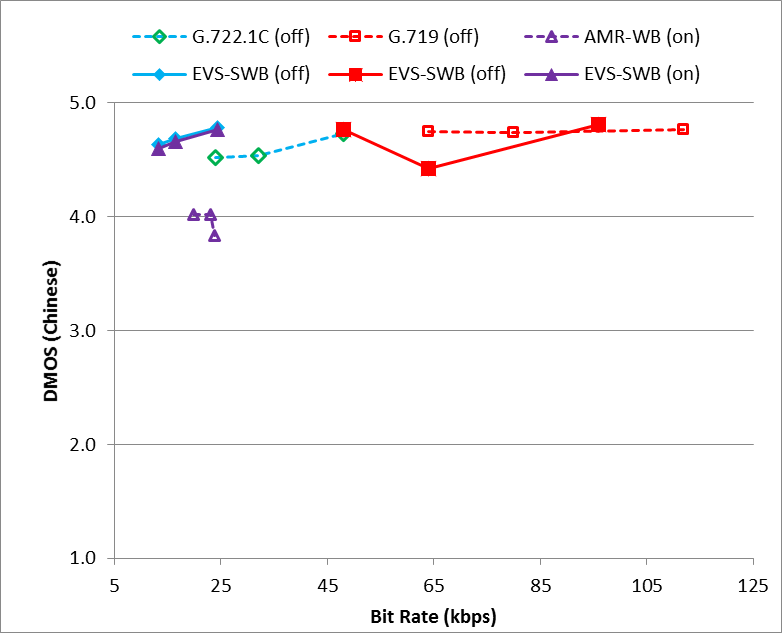 G.722.1C (off) G.719 (off) AMR-WB (on)
EVS-SWB (off) EVS-SWB (off) EVS-SWB (on)
5.0
4.0
3.0
2.0
1.0
DMOS (Chinese)
5 25 45 65 85 105 125
Bit Rate (kbps)